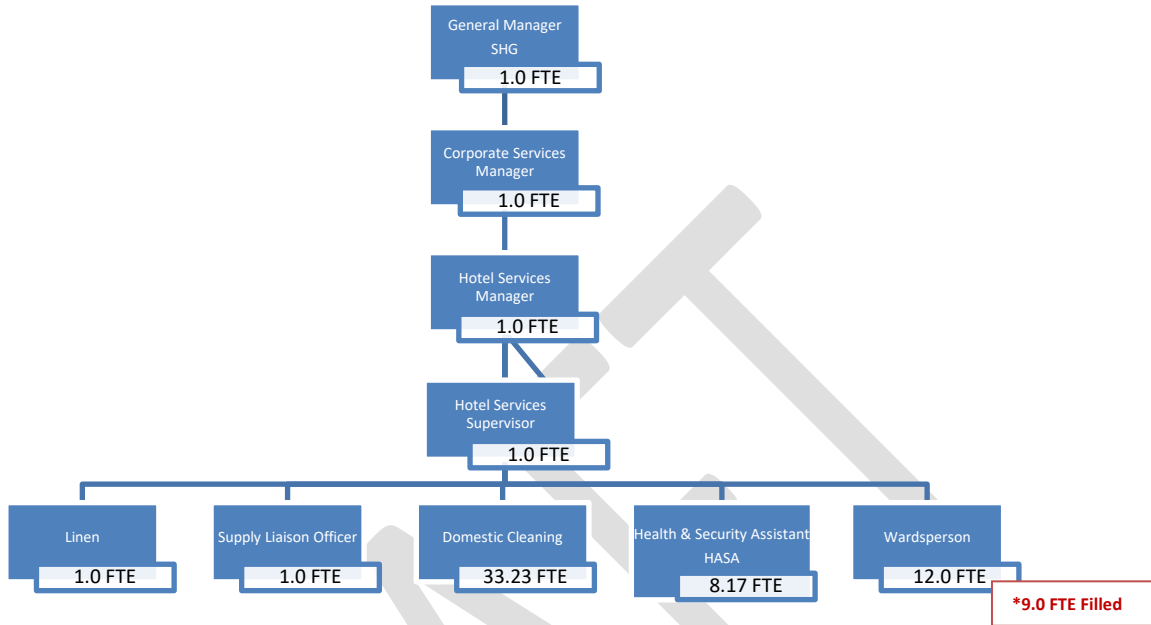 General Manager
SHG
1.0 FTE
Corporate Services
Manager
1.0 FTE
Hotel Services
Manager
1.0 FTE
Hotel Services
Supervisor
1.0 FTE
Linen
1.0 FTE
Supply Liaison Officer
1.0 FTE
Domestic Cleaning
33.23 FTE
Health & Security Assistant
HASA
8.17 FTE
Wardsperson
12.0 FTE
*9.0 FTE Filled